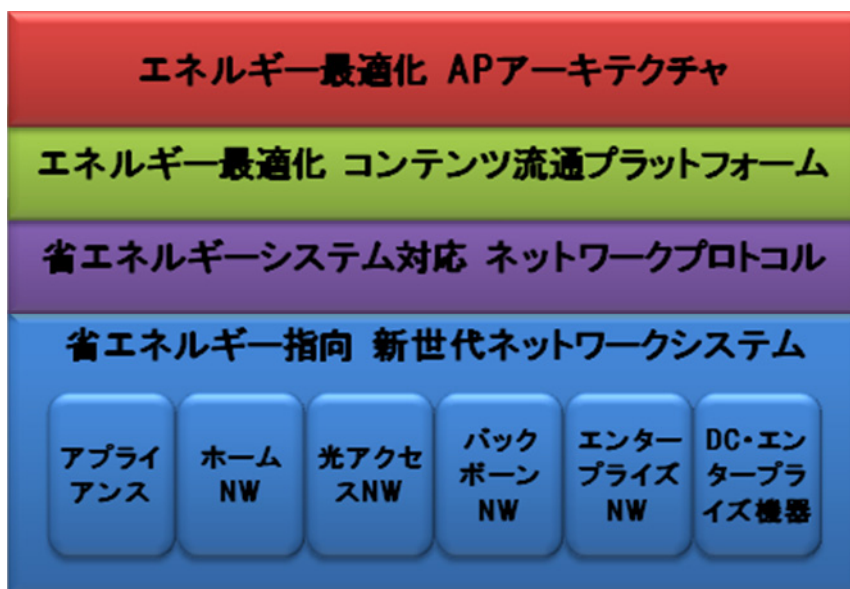 エネルギー最適化 APアーキテクチャ
エネルギー最適化 コンテンツ流通プラットフォーム
省エネルギーシステム対応 ネットワークプロトコル
省エネルギー指向 新世代ネットワークシステム
アプライ
アンス
ホーム
NW
光アクセ
スNW
バック
ボーン
NW
エンター
プライズ
NW
DC・エン
タープラ
イズ機器